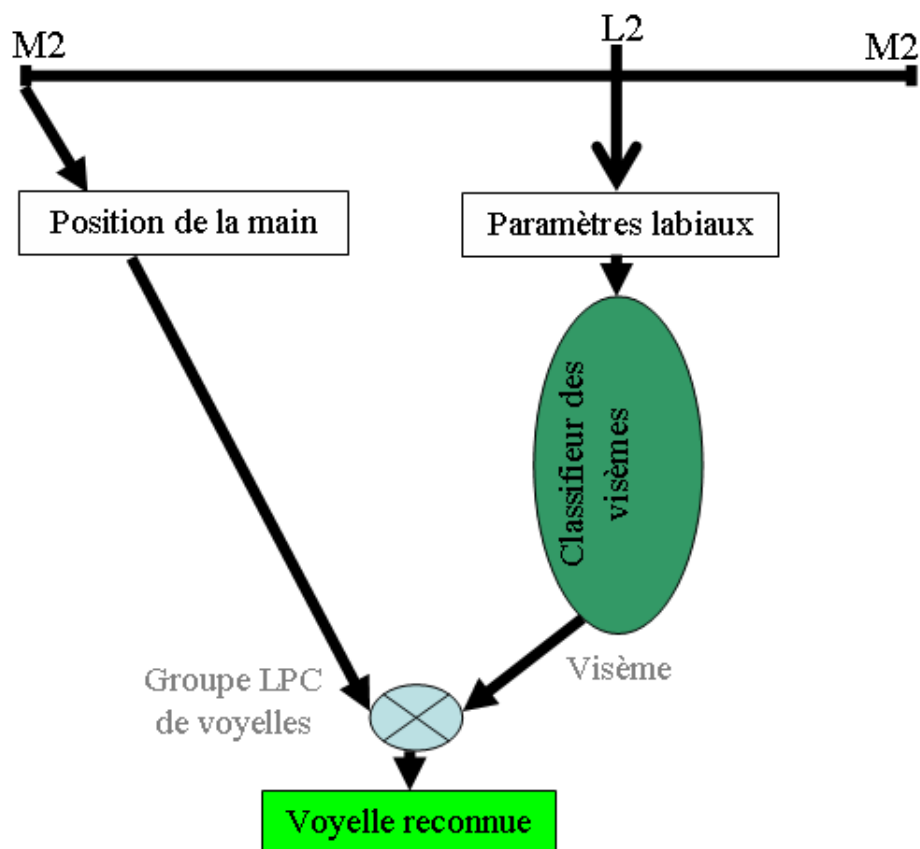 M2
L2
M2
Position de la main
Paramètres labiaux
Classifieur des
visèmes
Groupe LPC
de voyelles
Visème
Voyelle reconnue